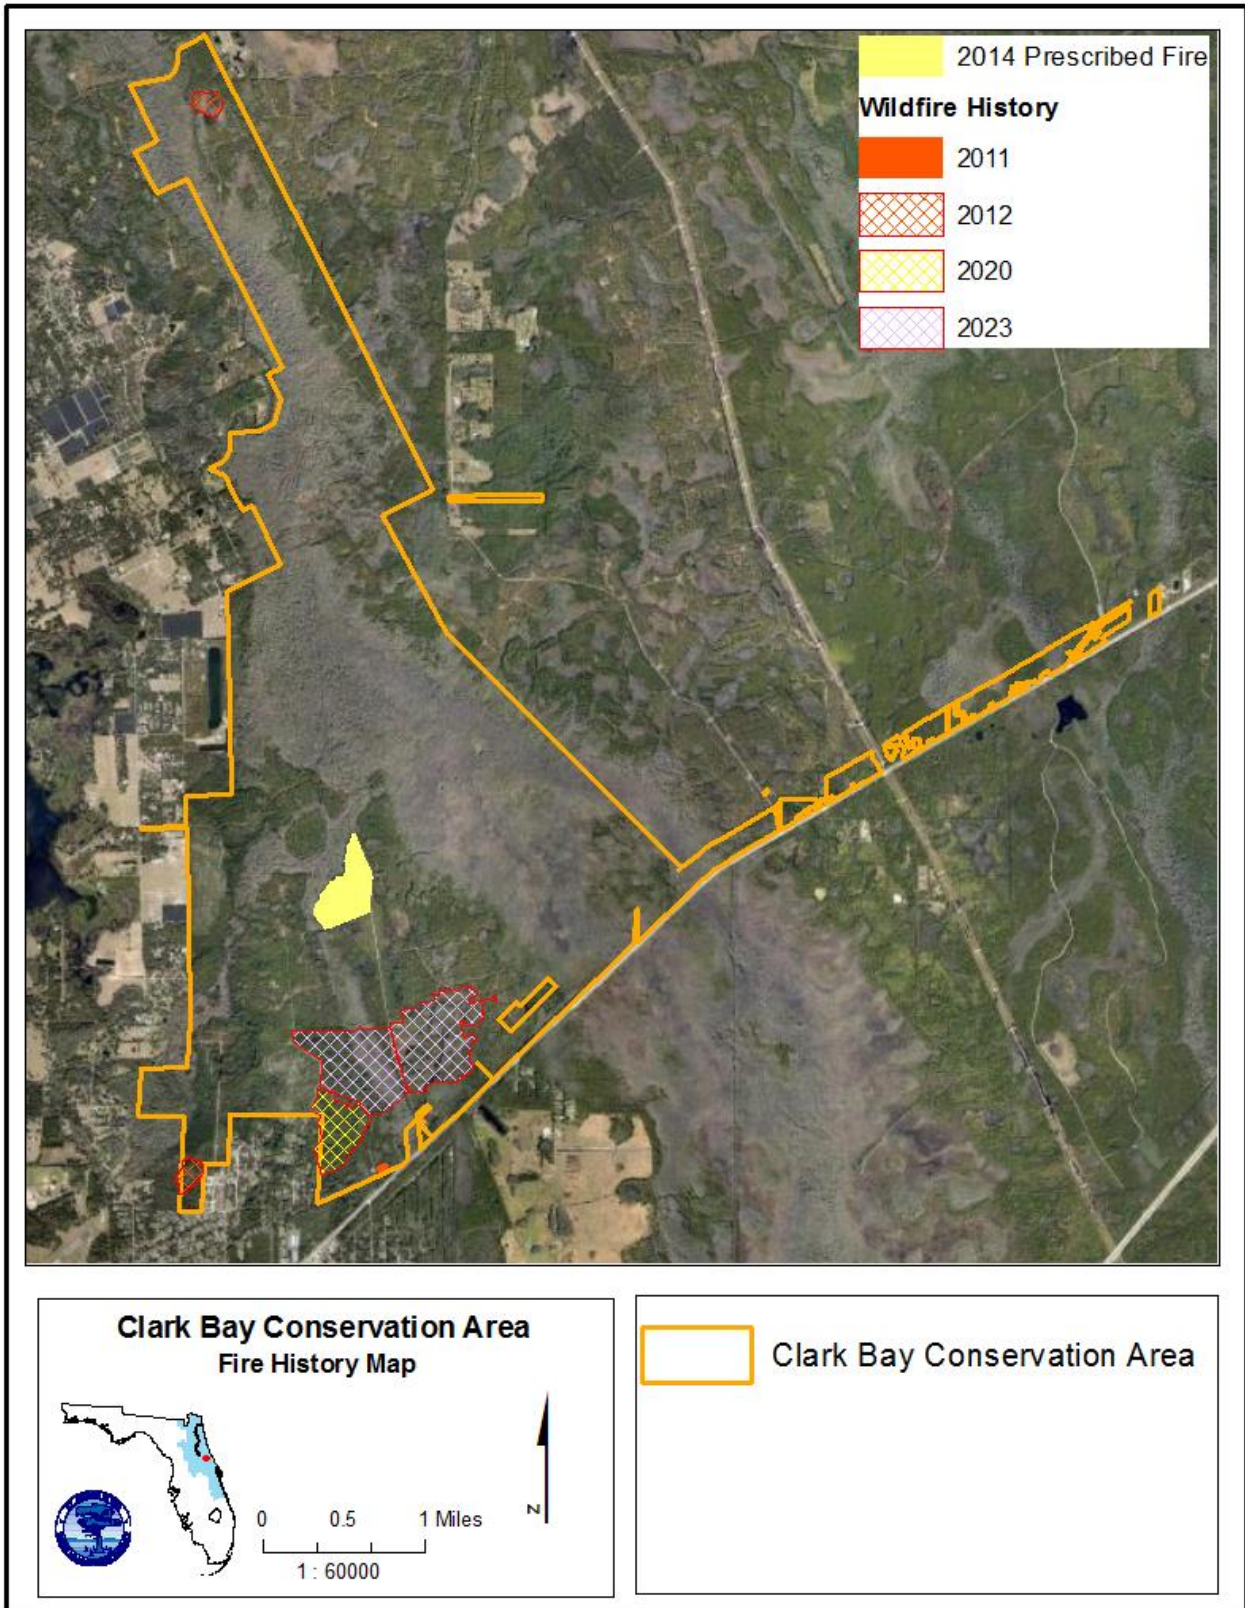 2014 Prescribed Fire
Wildfire History
2011
2012
2020
2023
Clark Bay Conservation Area
Fire History Map
0 0.5 1 Miles
1 : 60000
N
Clark Bay Conservation Area